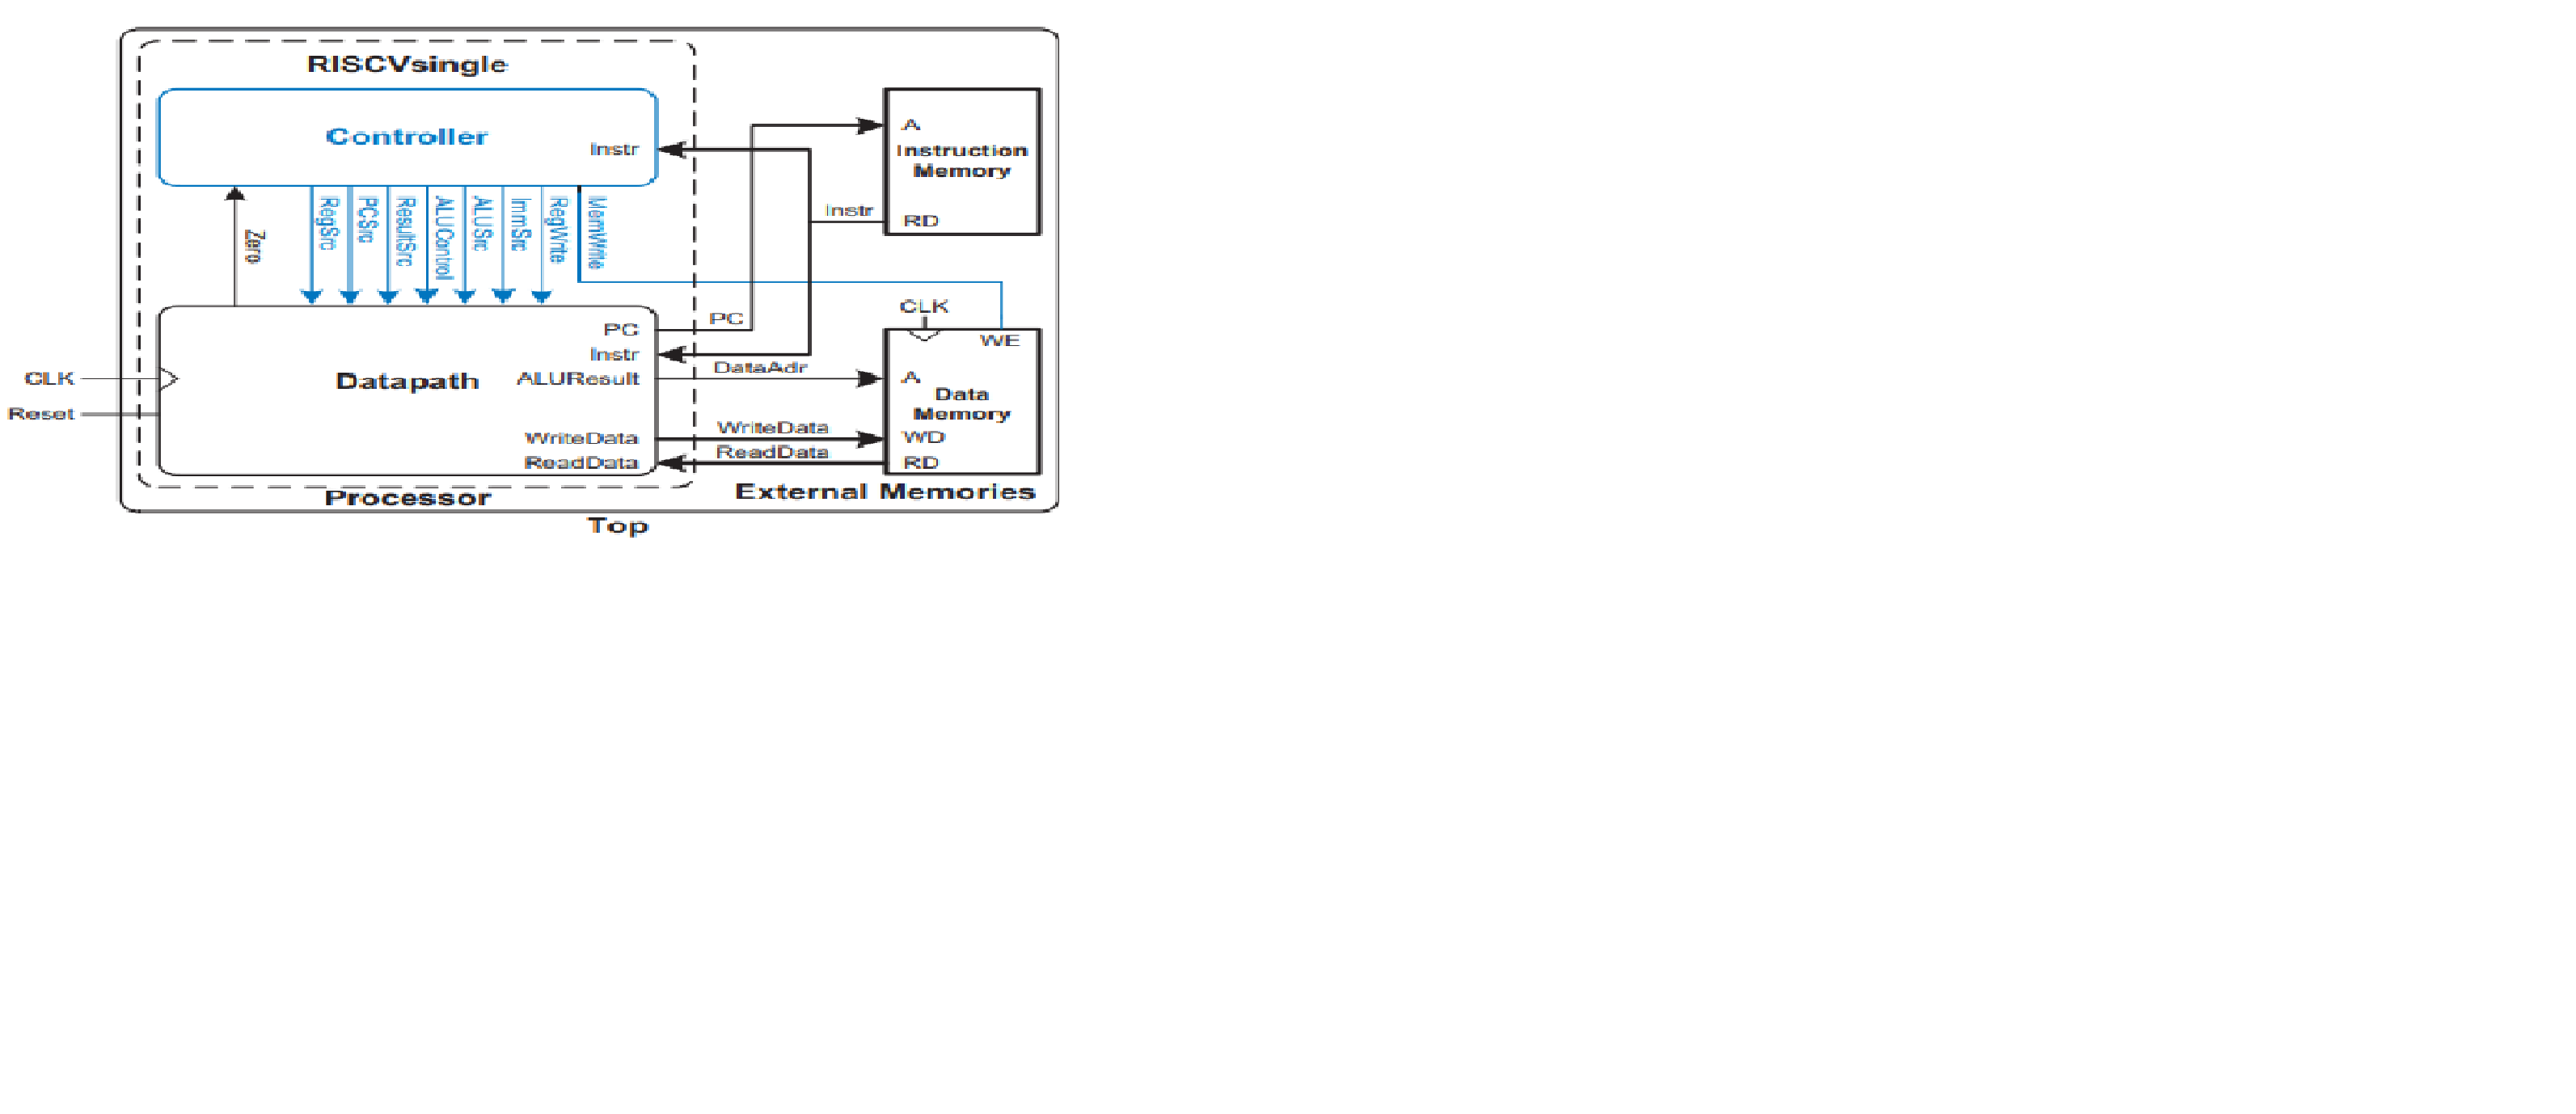 RISCVsingle
Controller
Instr
A
Instruction
Memory
Instr
RD
Zero
RegSrc
PCSrc
ResultSrc
ALUControl
ALUSrc
ImmSrc
RegWrite
MemWrite
CLK
WE
PC
PC
Instr
DataAdr
CLK
Datapath
ALUResult
A
Data
Memory
Reset
WriteData
WriteData
WD
ReadData
ReadData
RD
Processor
External Memories
Top